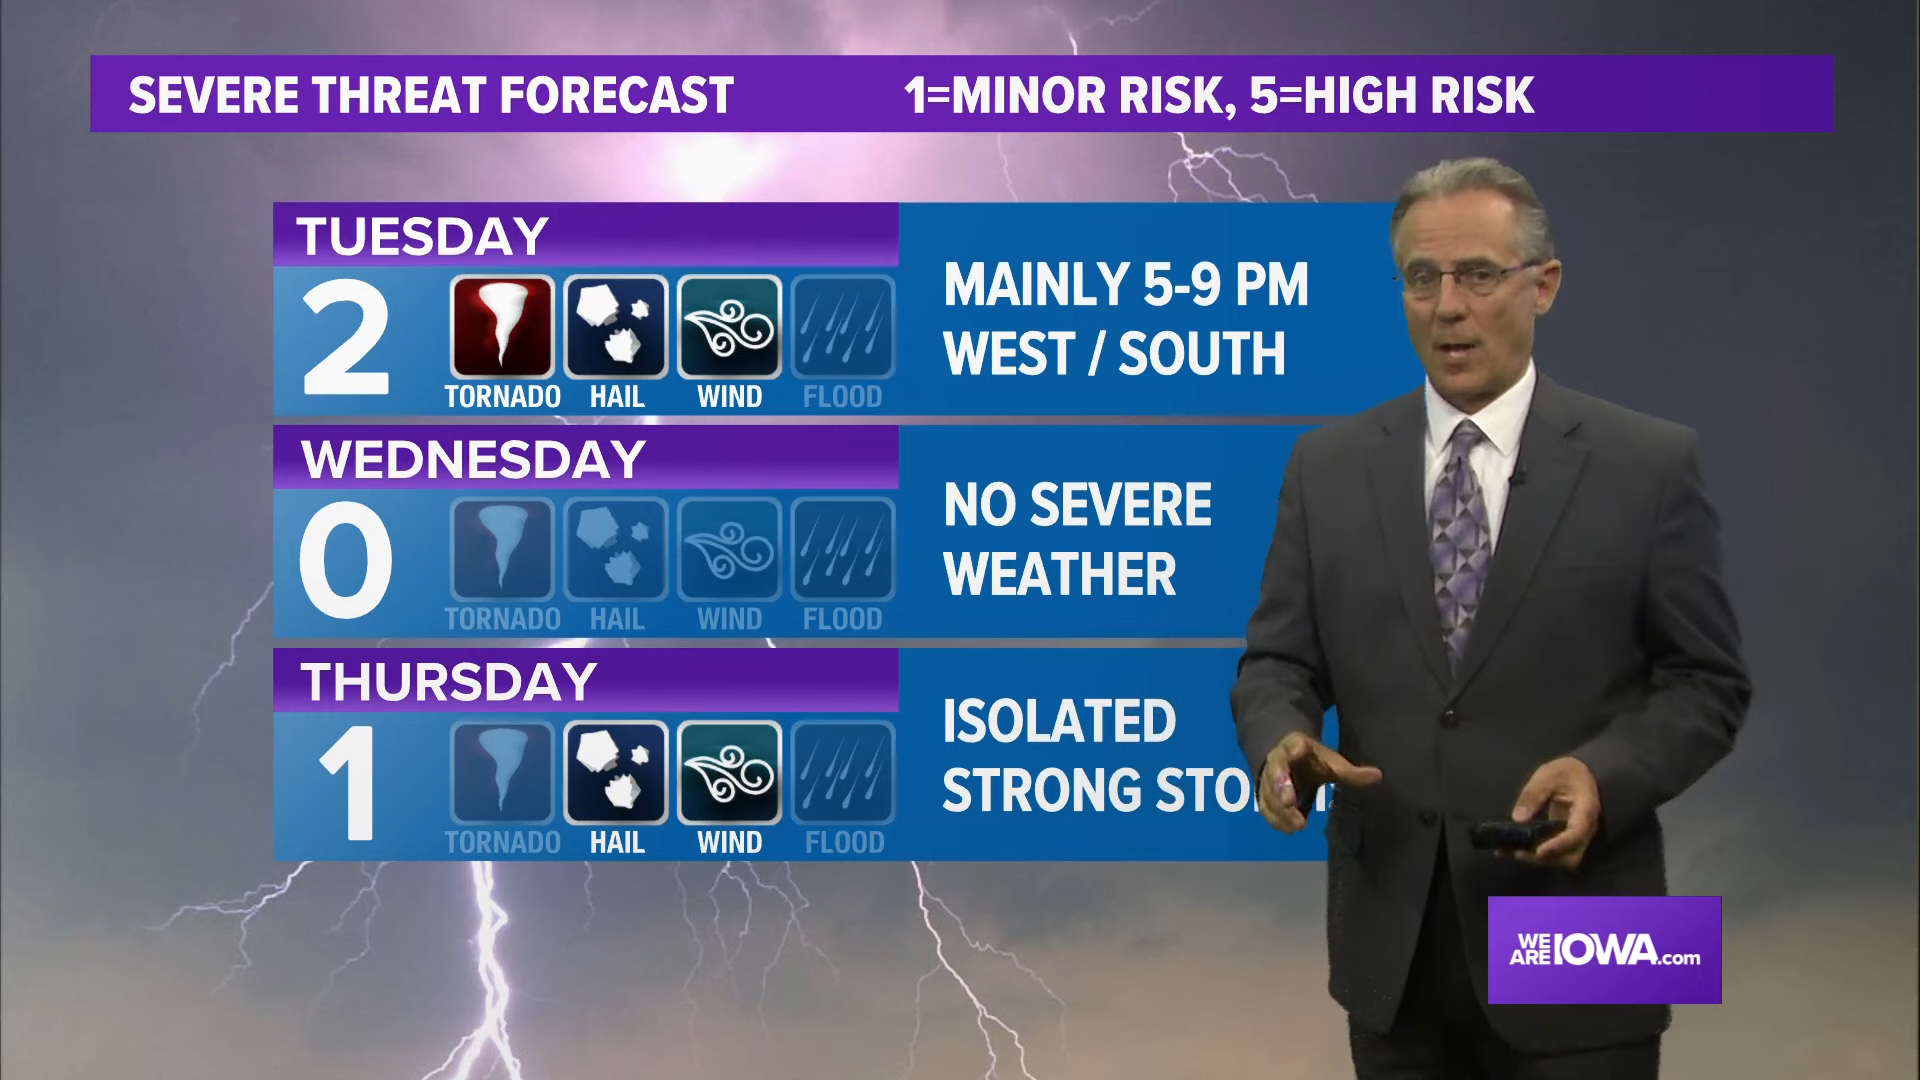 SEVERE THREAT FORECAST 1=MINOR RISK, 5=HIGH RISK
TUESDAY
2
TORNADO HAIL WIND FLOOD
MAINLY 5-9 PM
WEST / SOUTH
WEDNESDAY
0
TORNADO HAIL WIND FLOOD
NO SEVERE
WEATHER
THURSDAY
1
TORNADO HAIL WIND FLOOD
ISOLATED
STRONG
WE
ARE IOWA.com